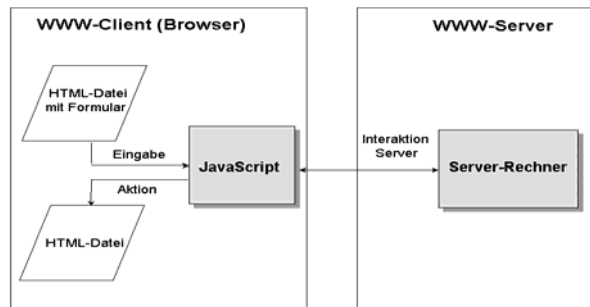 WWW-Client (Browser)
HTML-Datei
mit Formular
Eingabe
JavaScript
Aktion
HTML-Datei
WWW-Server
Interaktion
Server
Server-Rechner